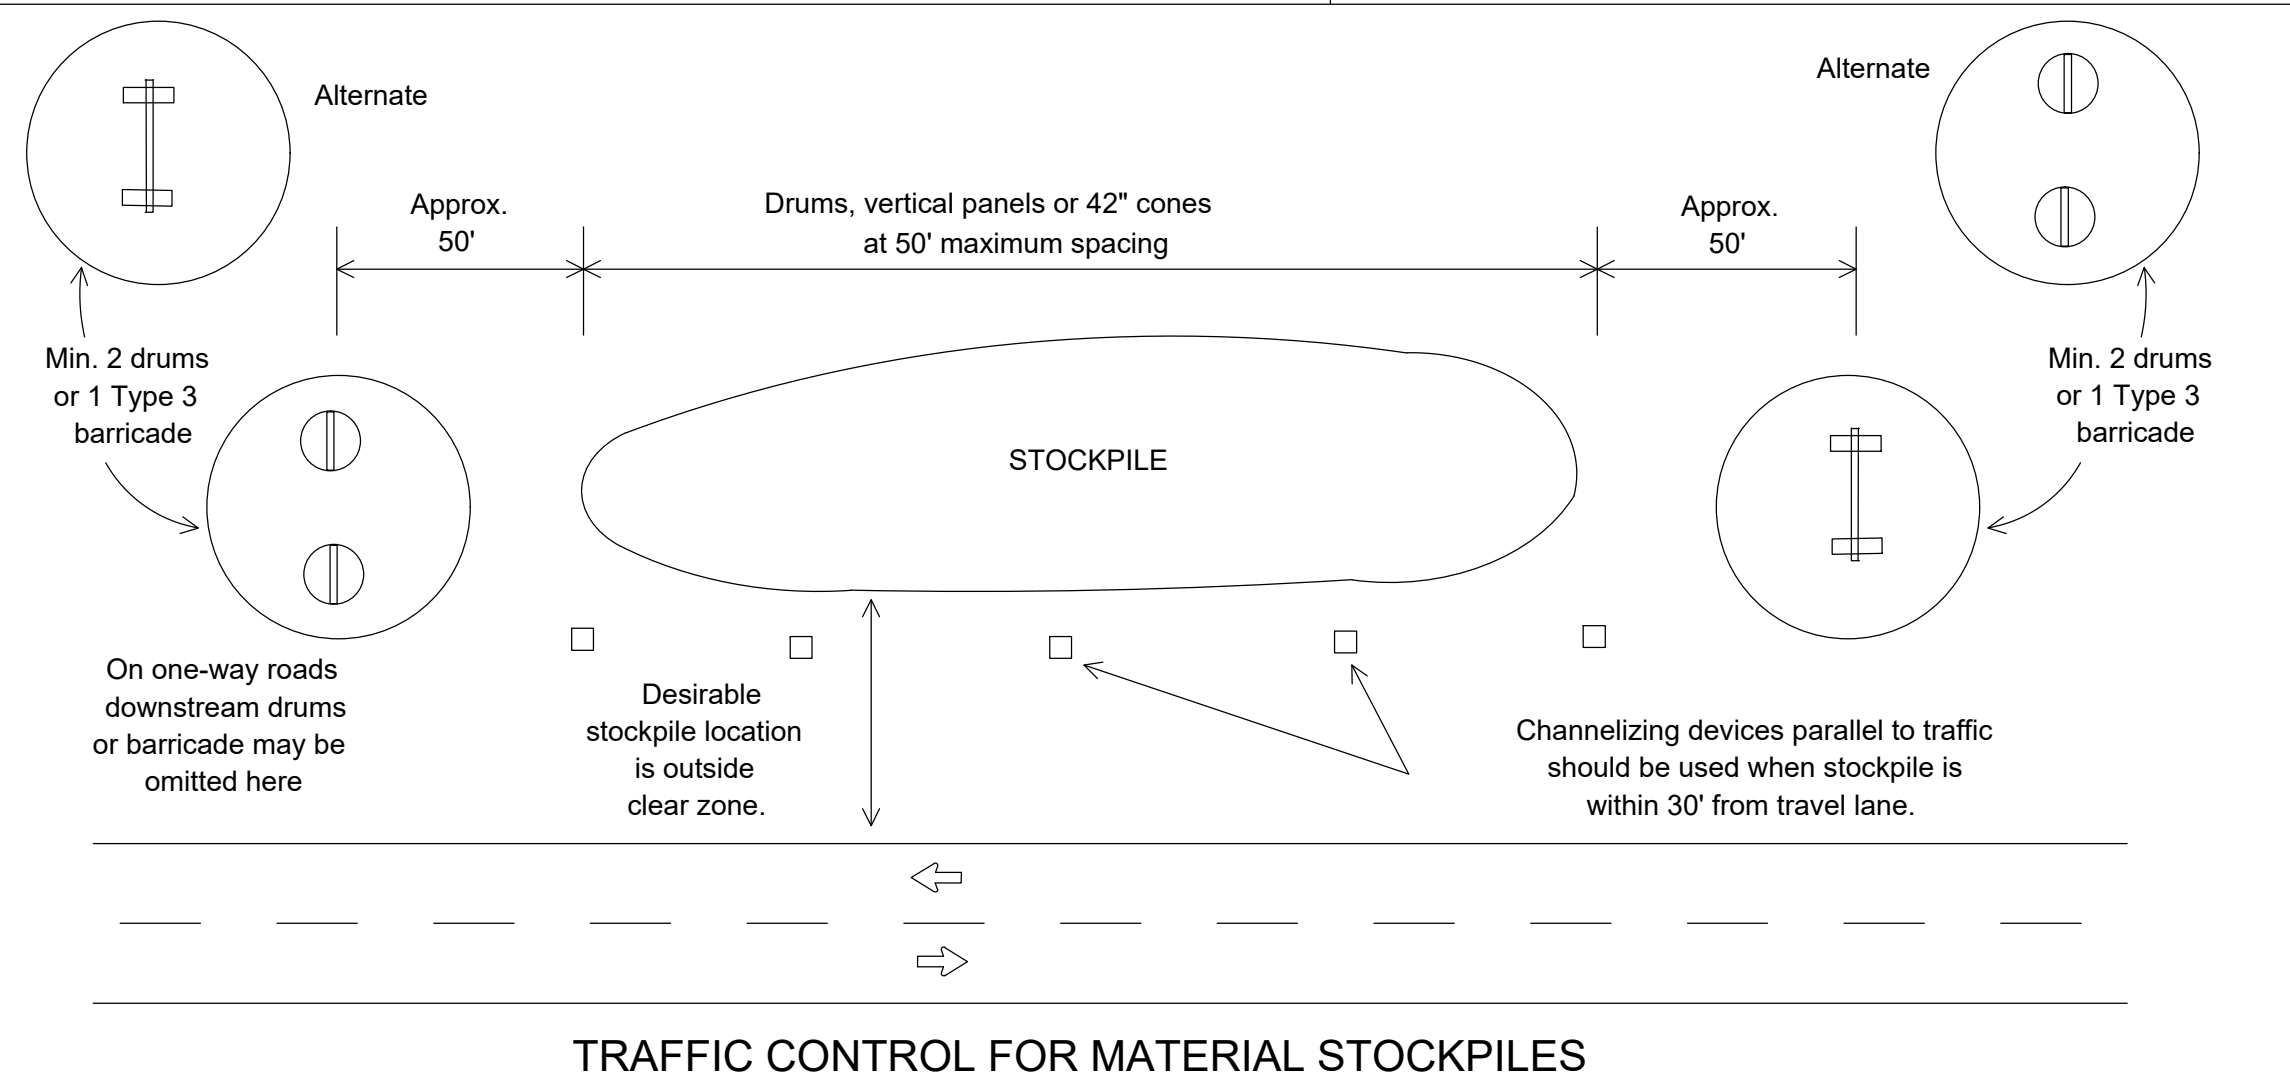 Alternate
Alternate
Approx.
50'
Drums, vertical panels or 42" cones
at 50' maximum spacing
Approx.
50'
Min. 2 drums
or 1 Type 3
barricade
STOCKPILE
Min. 2 drums
or 1 Type 3
barricade
On one-way roads
downstream drums
or barricade may be
omitted here
Desirable
stockpile location
is outside
clear zone.
Channelizing devices parallel to traffic
should be used when stockpile is
within 30' from travel lane.
TRAFFIC CONTROL FOR MATERIAL STOCKPILES